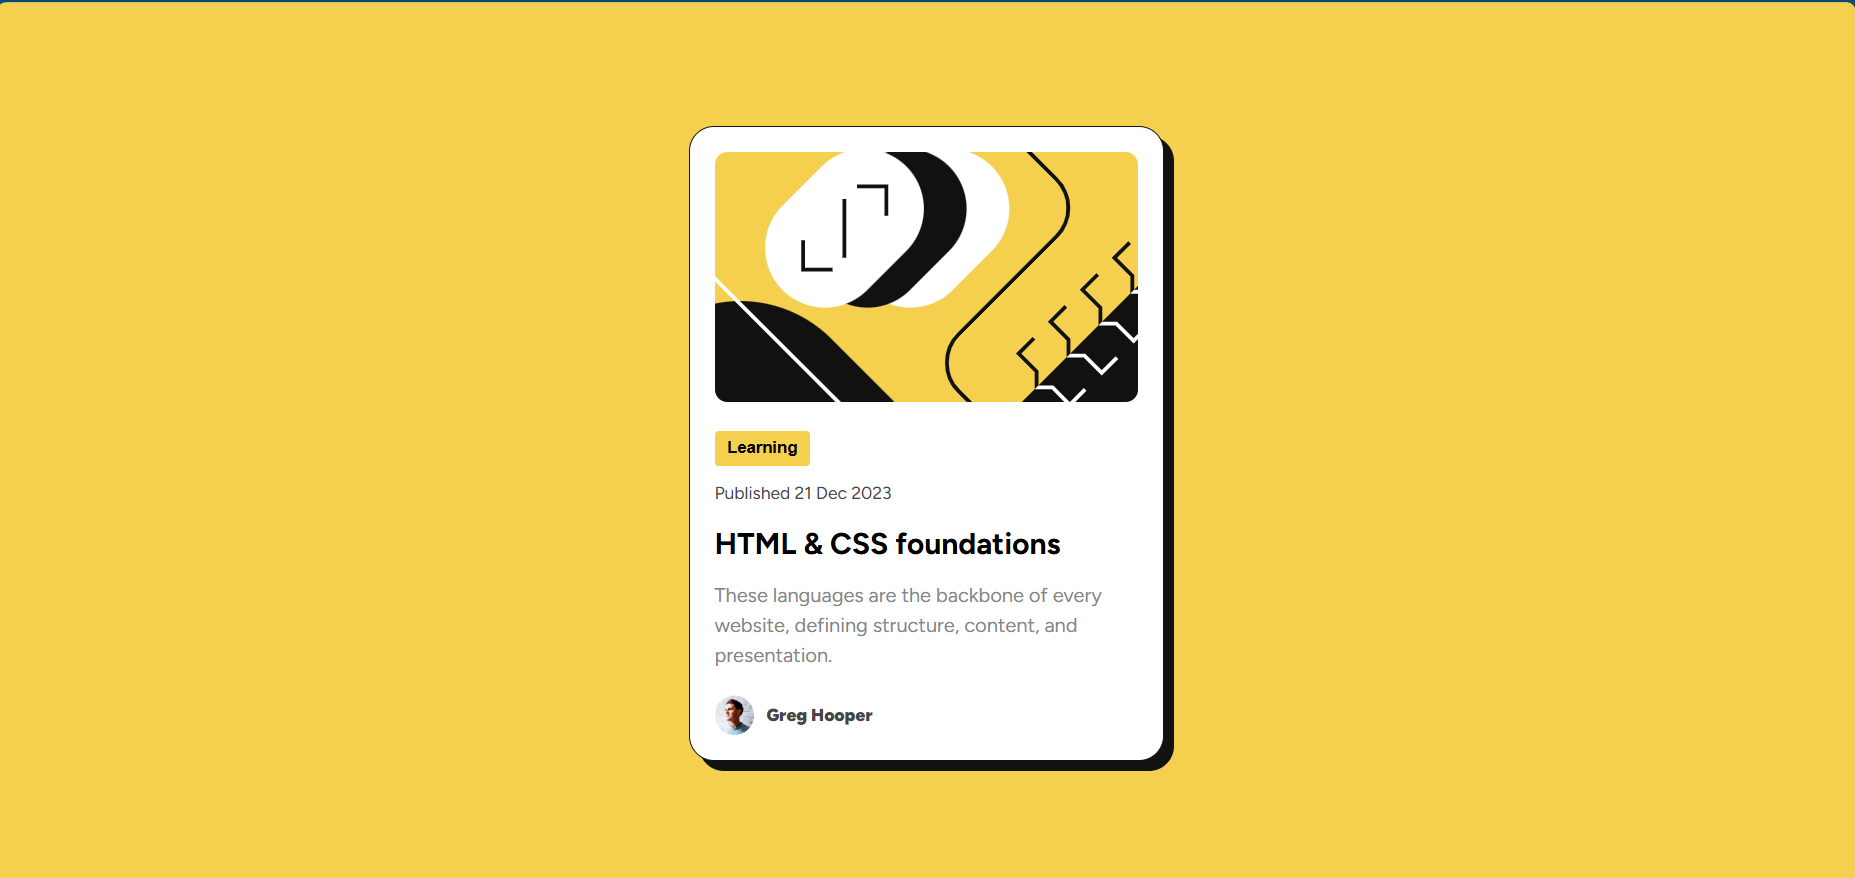 Learning
Published 21 Dec 2023
HTML & CSS foundations
These languages are the backbone of every
website, defining structure, content, and
presentation.
Greg Hooper